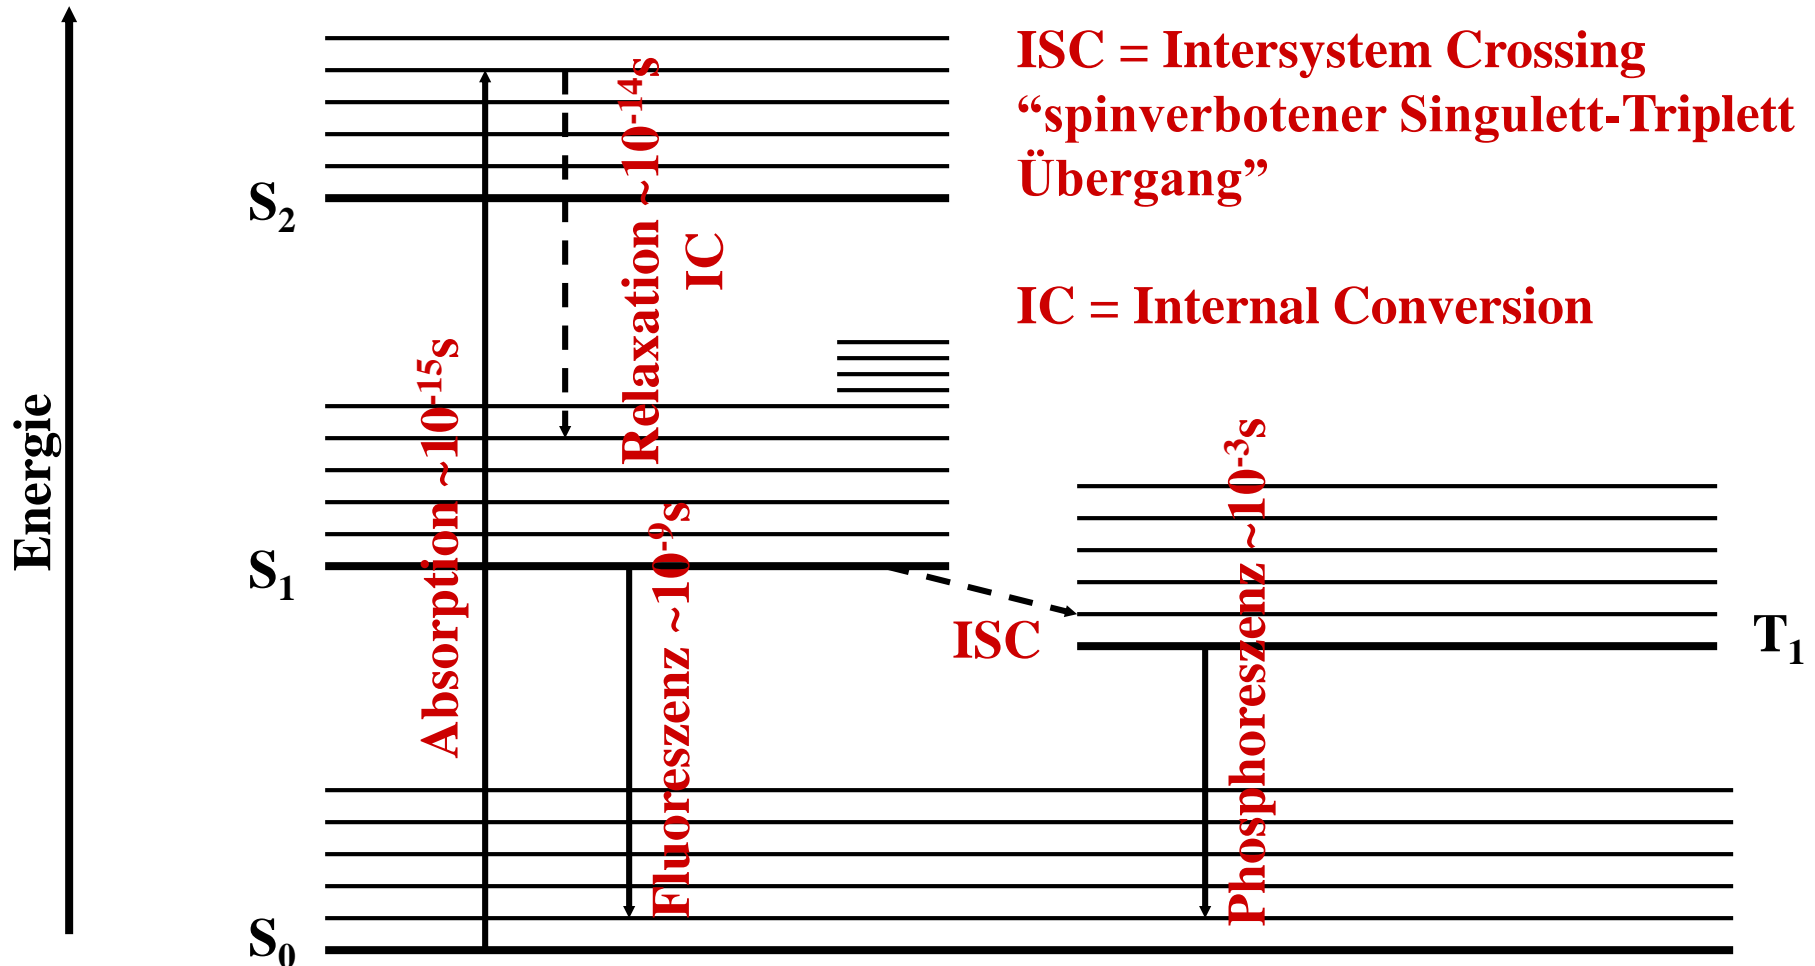 ISC = Intersystem Crossing
“spinverbotener Singulett-Triplett
Übergang”
IC = Internal Conversion
Energie
S₂
S₁
S₀
T₁
Absorption ~10⁻¹⁵s
Relaxation ~10⁻¹⁴s
IC
Fluoreszenz ~10⁻⁹s
ISC
Phosphoreszenz ~10⁻³s